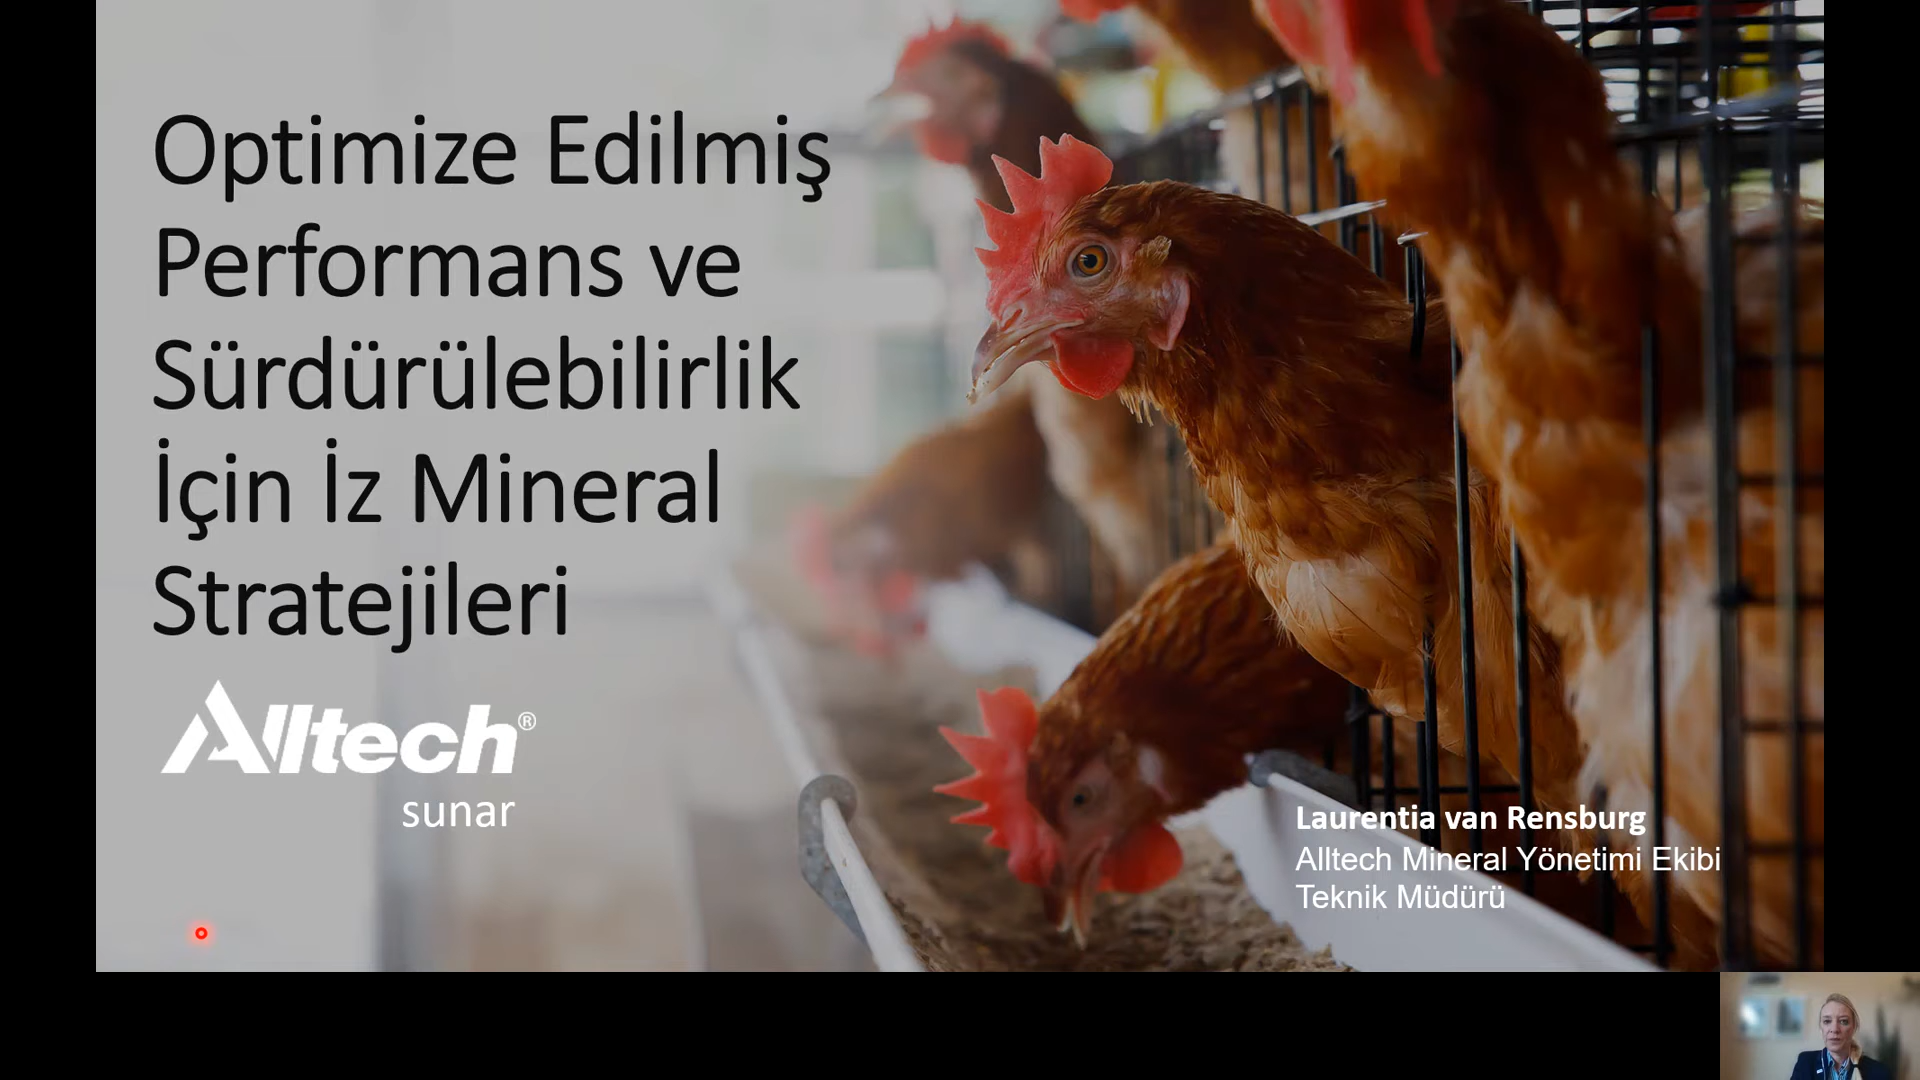 Optimize Edilmiş
Performans ve
Sürdürülebilirlik
İçin İz Mineral
Stratejileri
Alltech®
sunar
Laurentia van Rensburg
Alltech Mineral Yönetimi Ekibi
Teknik Müdürü